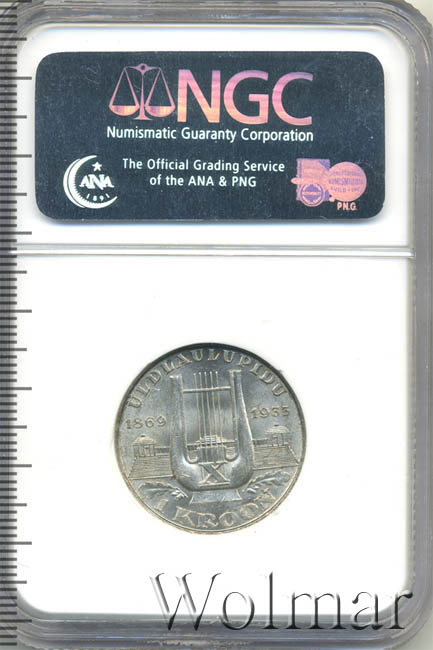 NGC
Numismatic Guaranty Corporation
The Official Grading Service
of the ANA & PNG
ANA
1891
P.N.G.
ÜLDLAULUPIDU
1869 1933
X
1 KROON
Wolmar